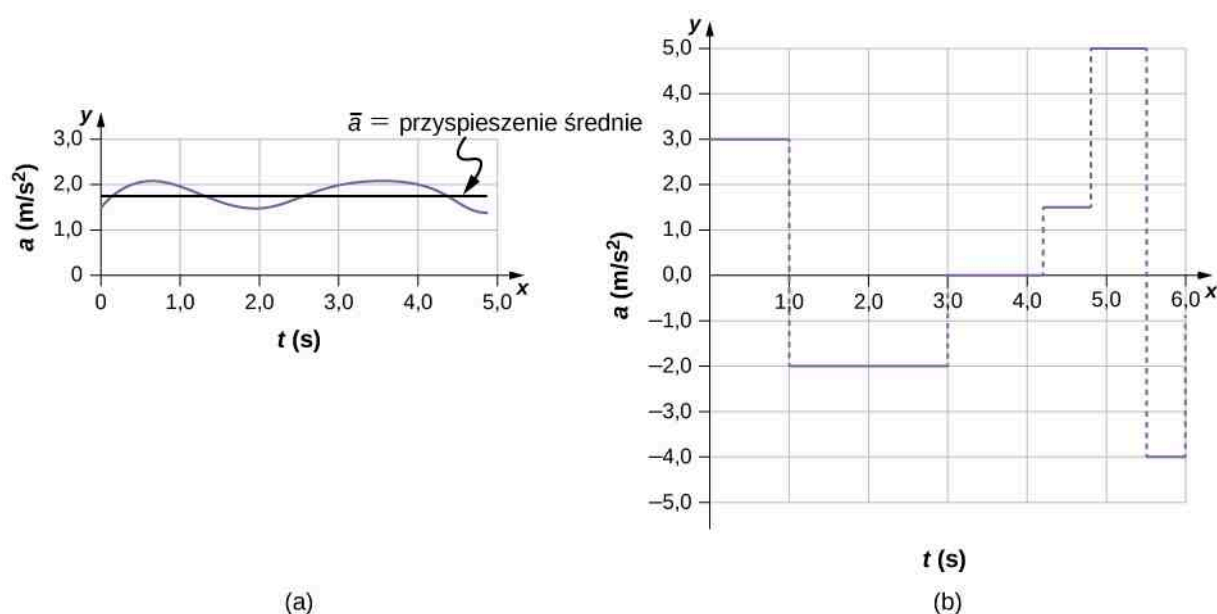 y
3,0
2,0
1,0
0
a (m/s²)
0 1,0 2,0 3,0 4,0 5,0 x
t (s)
ā = przyspieszenie średnie
(a)
y
5,0
4,0
3,0
2,0
1,0
0,0
–1,0
–2,0
–3,0
–4,0
–5,0
a (m/s²)
1,0 2,0 3,0 4,0 5,0 6,0 x
t (s)
(b)